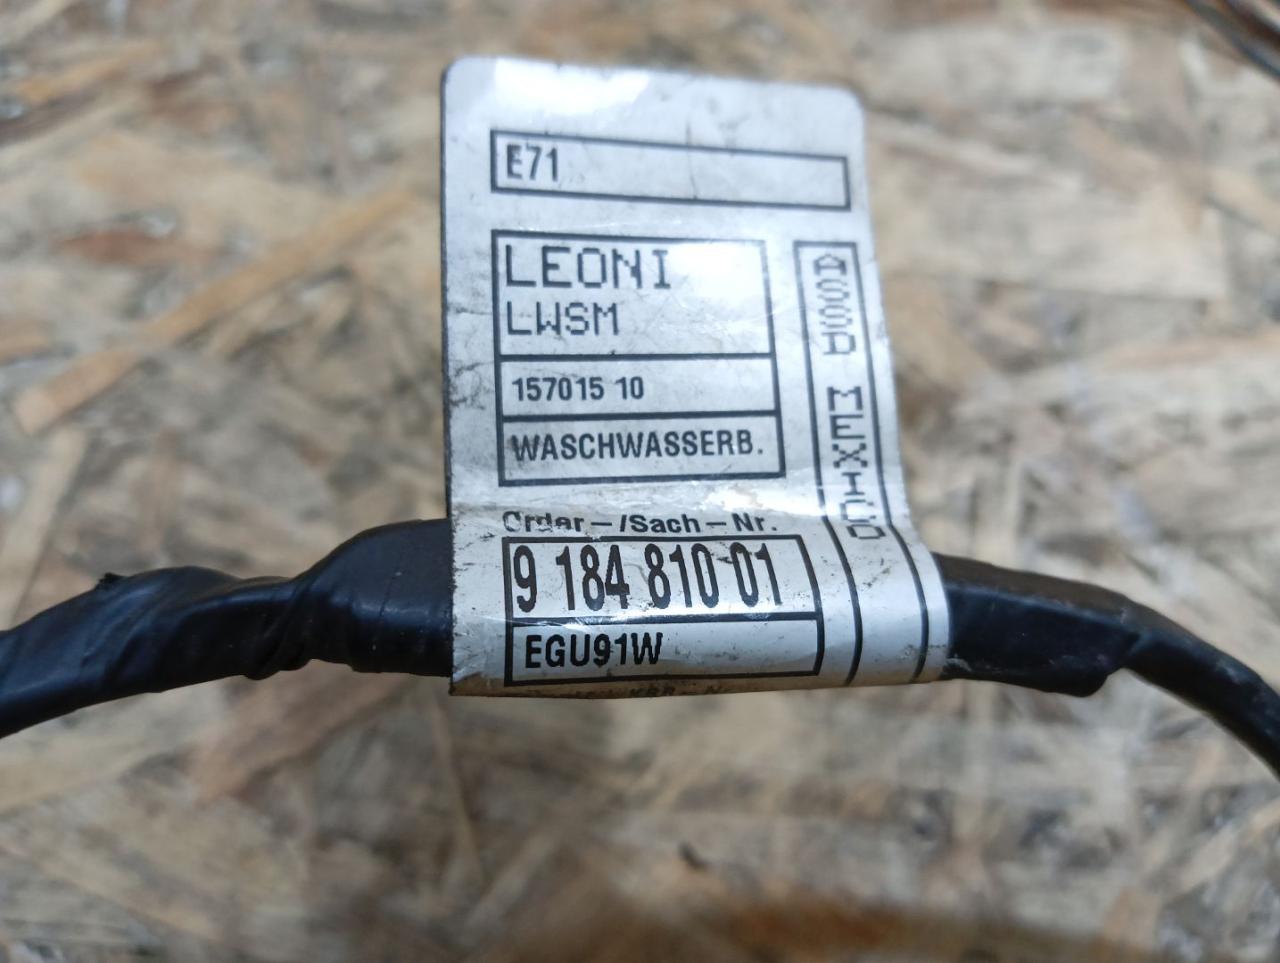 E71
LEONI
LWSM
157015 10
WASCHWASSERB.
ASSD MEXICO
Order-/Sach-Nr.
9 184 810 01
EGU91W